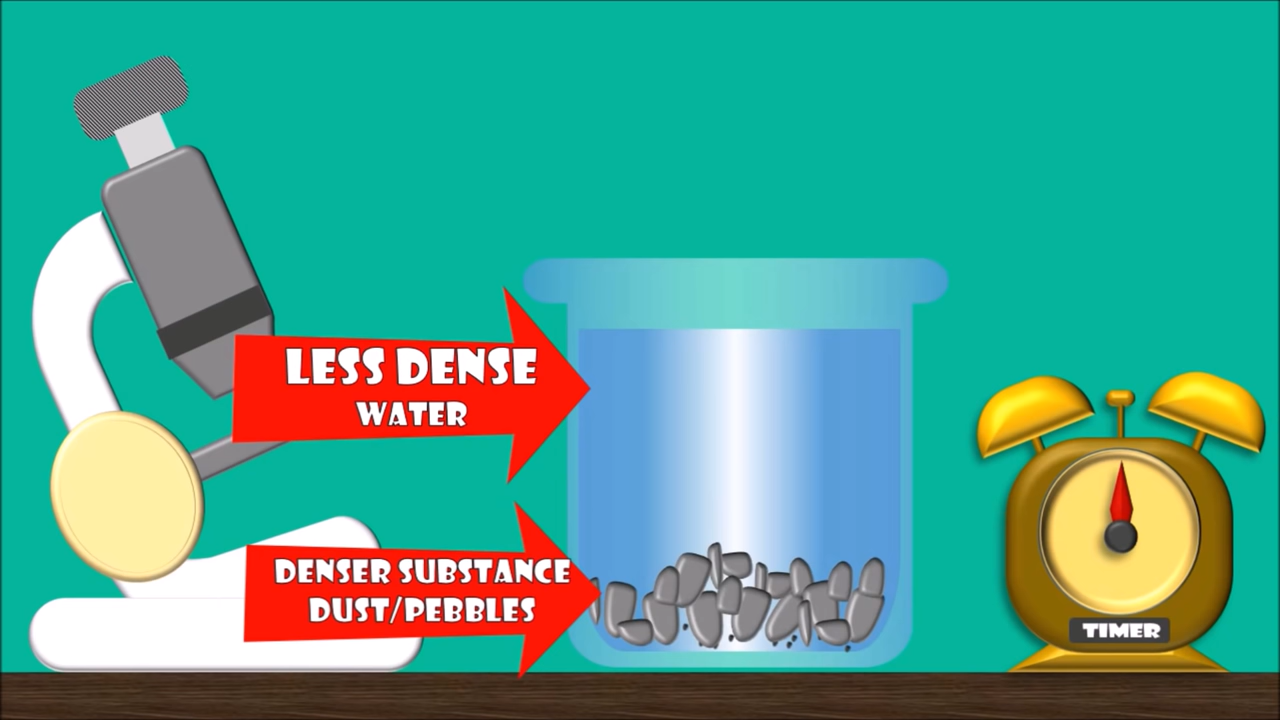 LESS DENSE
WATER
DENSER SUBSTANCE
DUST/PEBBLES
TIMER